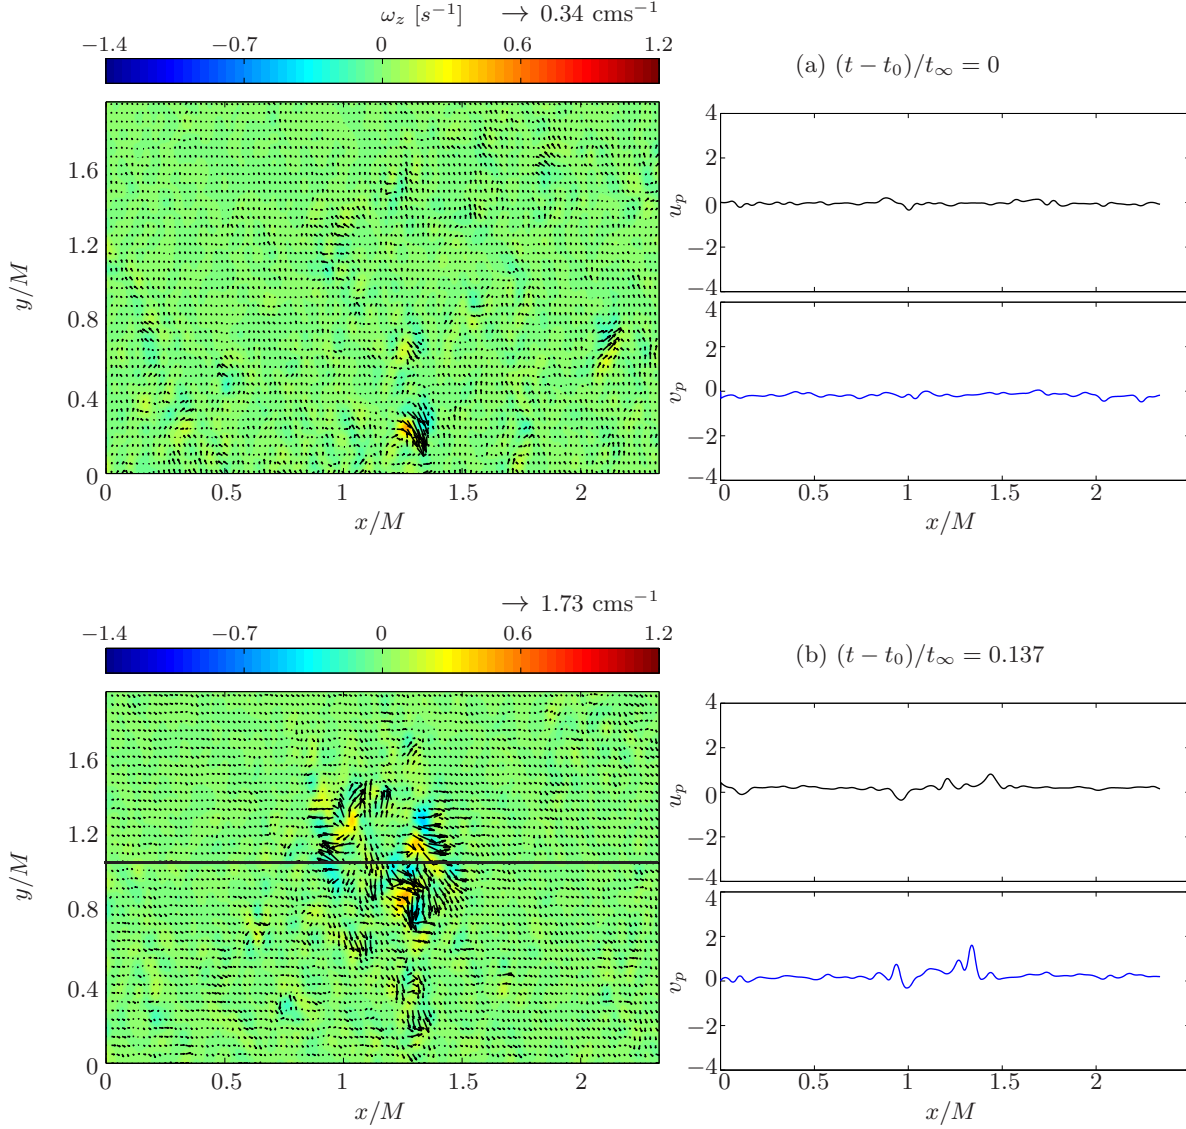 ω_z [s⁻¹] → 0.34 cms⁻¹
−1.4 −0.7 0 0.6 1.2
(a) (t − t₀)/t_∞ = 0
y/M
1.6
1.2
0.8
0.4
0
0 0.5 1 1.5 2
x/M
u_p
4
2
0
−2
−4
v_p
4
2
0
−2
−4
0 0.5 1 1.5 2
x/M
→ 1.73 cms⁻¹
−1.4 −0.7 0 0.6 1.2
(b) (t − t₀)/t_∞ = 0.137
y/M
1.6
1.2
0.8
0.4
0
0 0.5 1 1.5 2
x/M
u_p
4
2
0
−2
−4
v_p
4
2
0
−2
−4
0 0.5 1 1.5 2
x/M